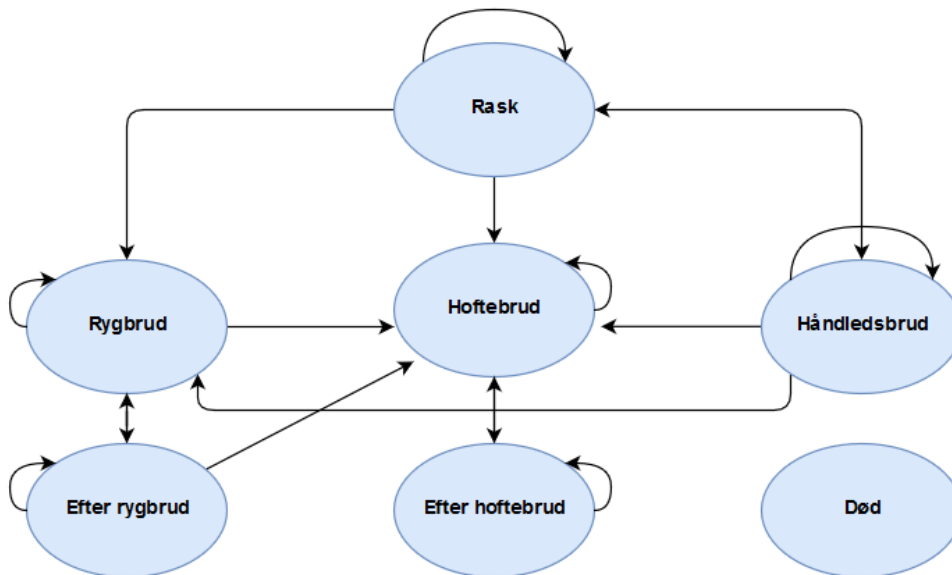 Rask
Rygbrud
Hoftebrud
Håndledsbrud
Efter rygbrud
Efter hoftebrud
Død